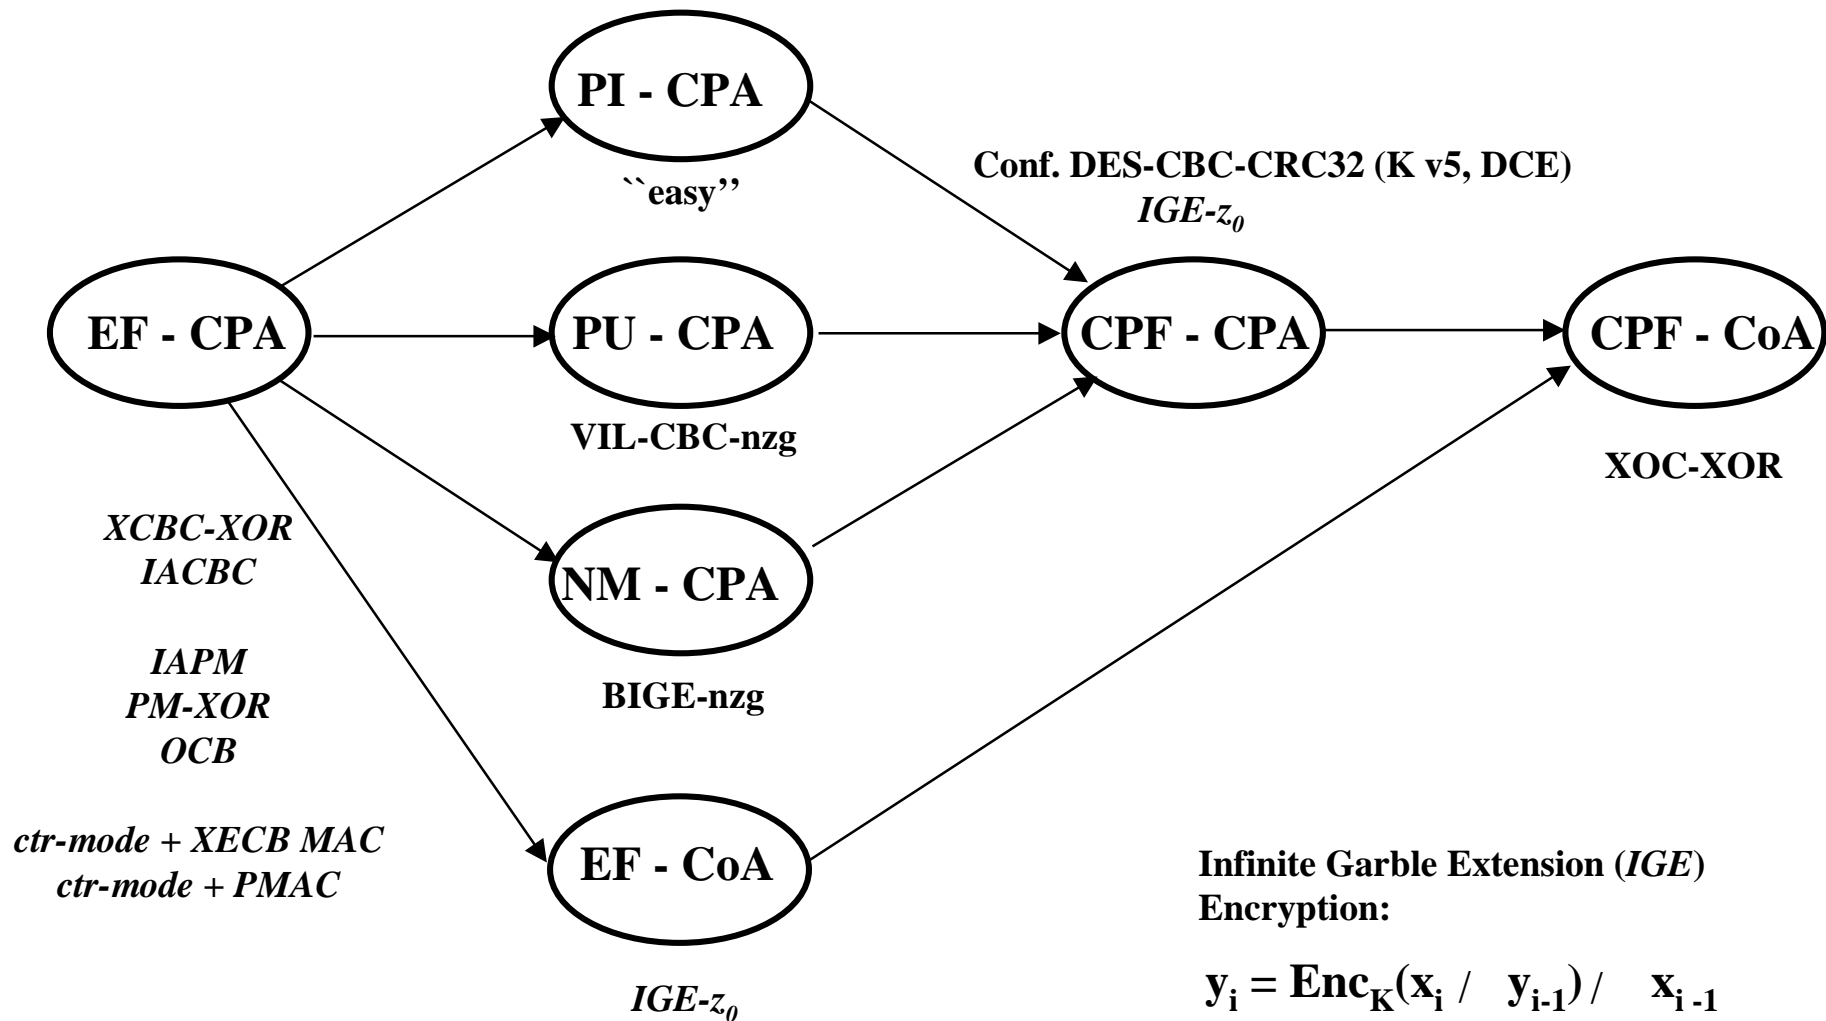 PI - CPA
``easy’’
Conf. DES-CBC-CRC32 (K v5, DCE)
IGE-z0
EF - CPA
PU - CPA
CPF - CPA
CPF - CoA
VIL-CBC-nzg
XOC-XOR
XCBC-XOR
IACBC
NM - CPA
IAPM
PM-XOR
OCB
BIGE-nzg
ctr-mode + XECB MAC
ctr-mode + PMAC
EF - CoA
IGE-z0
Infinite Garble Extension (IGE)
Encryption:
yi = EncK(xi / yi-1) / xi -1